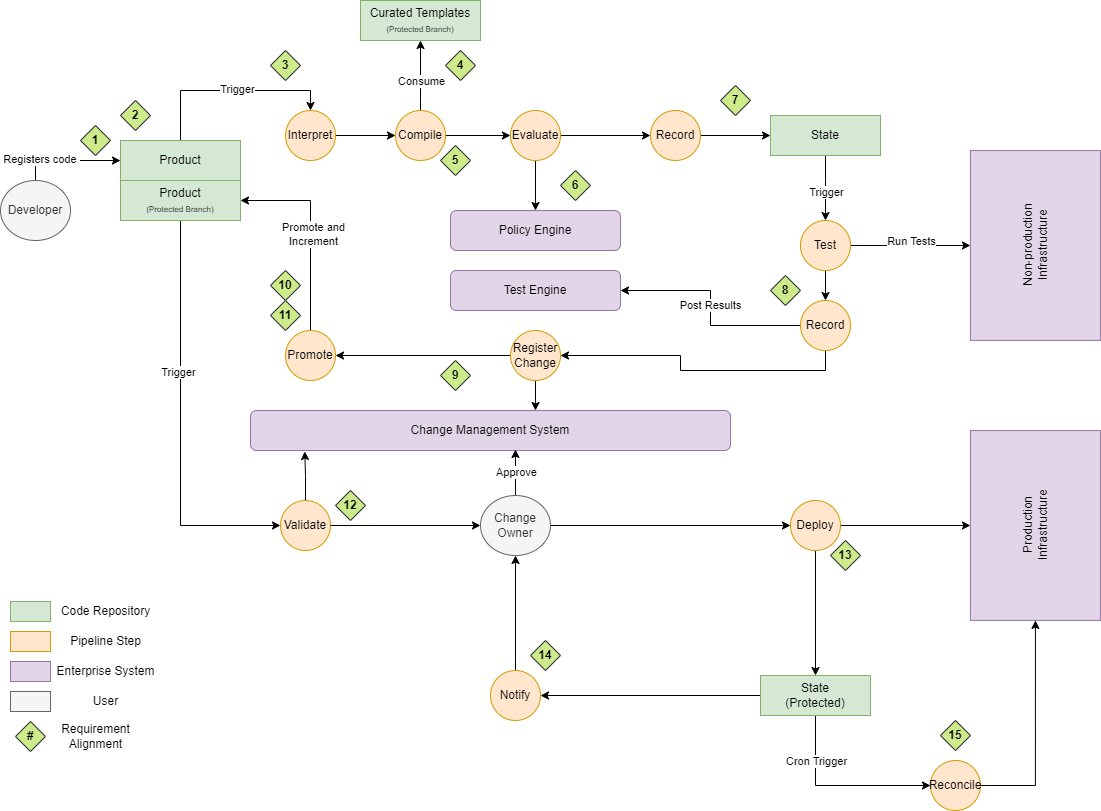 Curated Templates
(Protected Branch)
3
4
Consume
Trigger
7
2
1
Interpret
Compile
Evaluate
Record
State
5
Registers code
Product
6
Product
(Protected Branch)
Developer
Trigger
Policy Engine
Promote and
Increment
Test
Run Tests
Non-production
Infrastructure
10
Test Engine
8
Post Results
11
Record
Promote
Register
Change
9
Trigger
Change Management System
Approve
12
Validate
Change
Owner
Deploy
Production
Infrastructure
13
Code Repository
Pipeline Step
14
Enterprise System
Notify
State
(Protected)
User
#
Requirement
Alignment
15
Cron Trigger
Reconcile